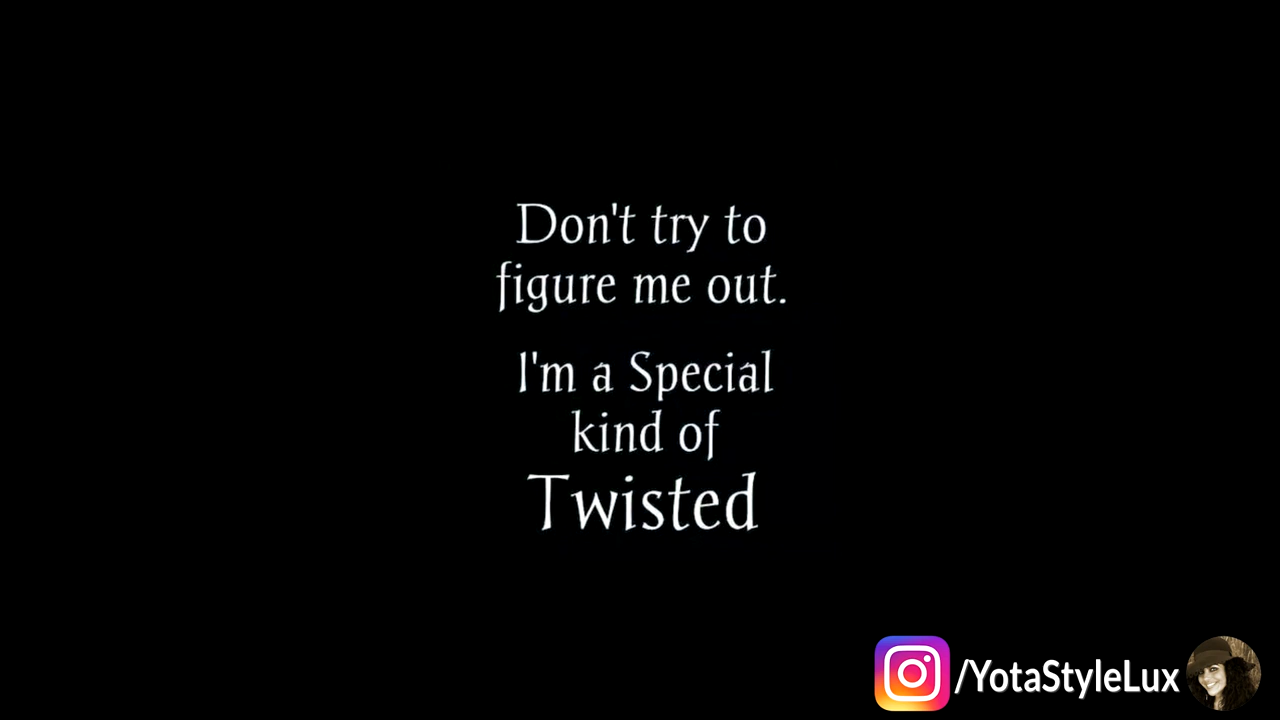 Don't try to
figure me out.
I'm a Special
kind of
Twisted
/YotaStyleLux